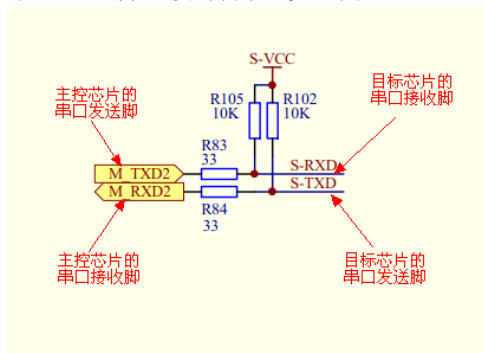 S-VCC
主控芯片的
串口发送脚
目标芯片的
串口接收脚
R105
10K
R102
10K
R83
33
M_TXD2
S-RXD
M_RXD2
S-TXD
R84
33
主控芯片的
串口接收脚
目标芯片的
串口发送脚